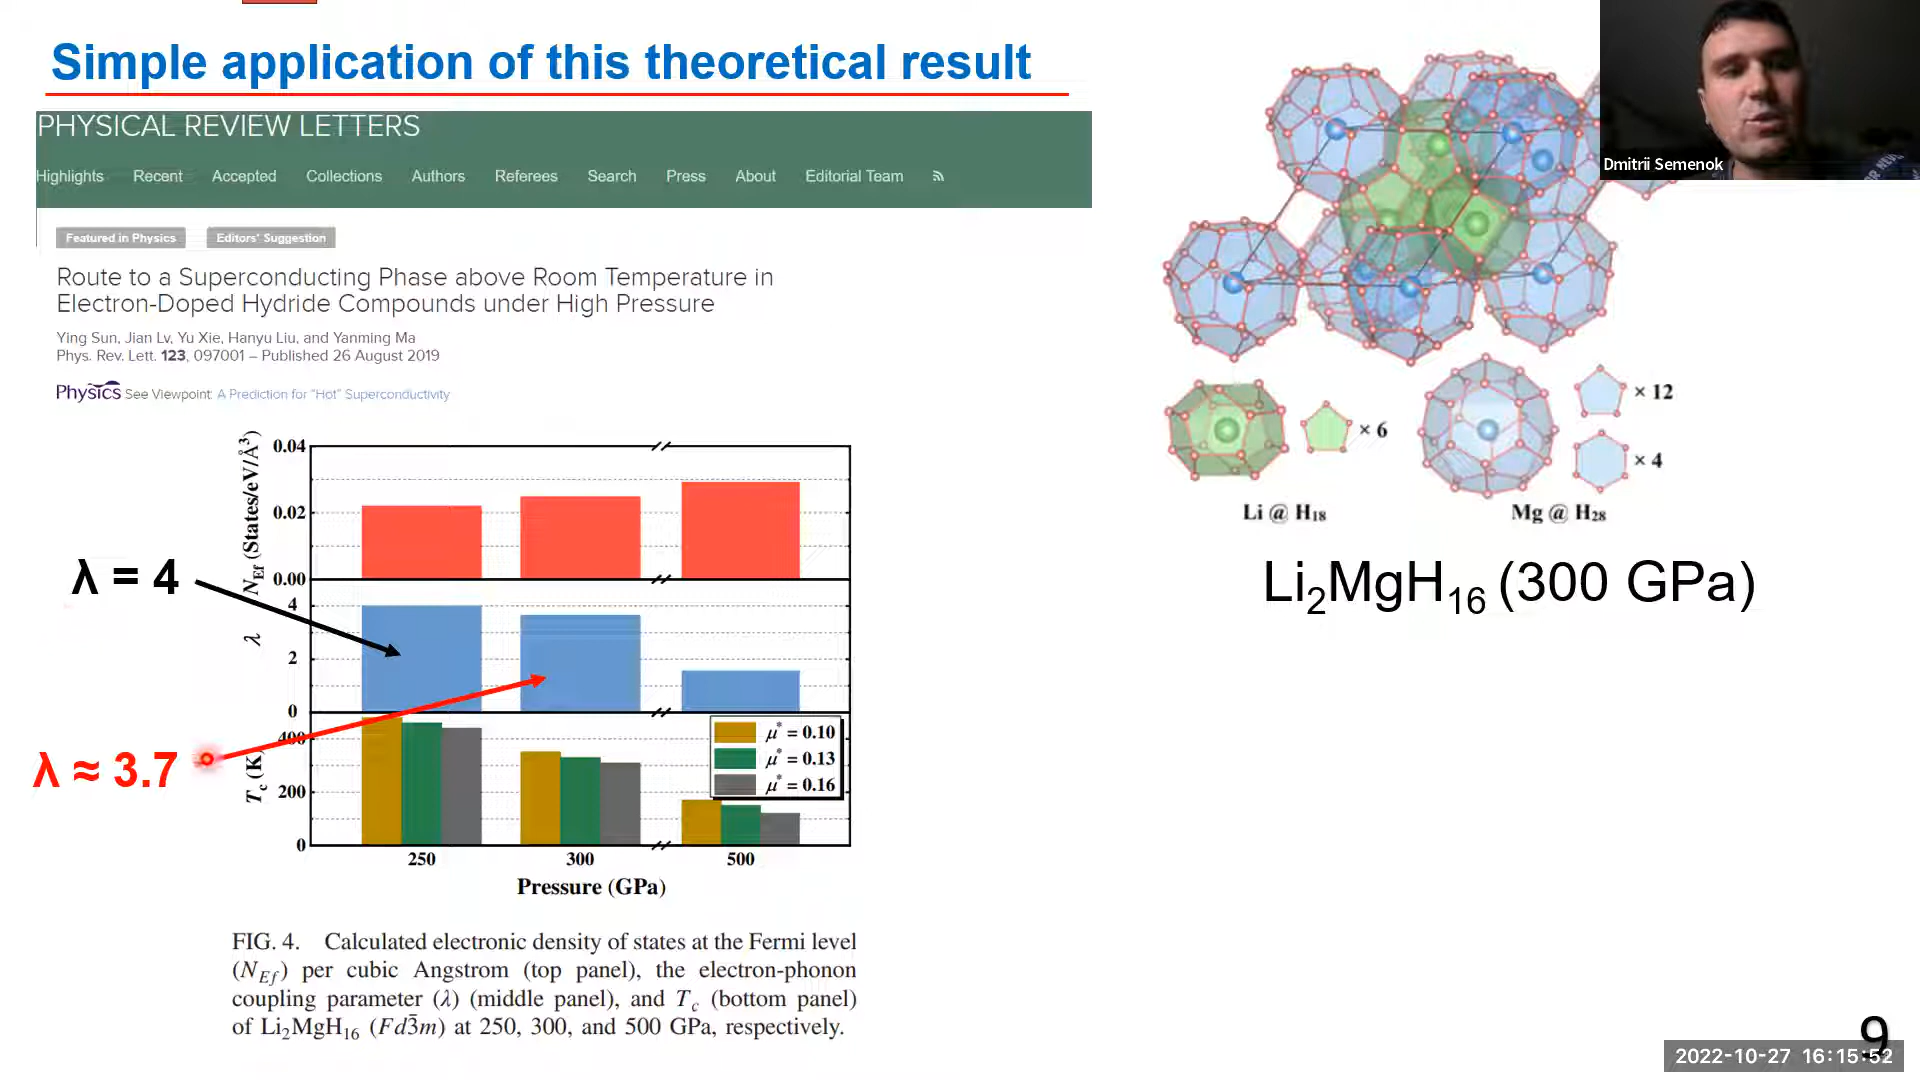 Simple application of this theoretical result
PHYSICAL REVIEW LETTERS
Highlights Recent Accepted Collections Authors Referees Search Press About Editorial Team
Featured in Physics Editors' Suggestion
Route to a Superconducting Phase above Room Temperature in
Electron-Doped Hydride Compounds under High Pressure
Ying Sun, Jian Lv, Yu Xie, Hanyu Liu, and Yanming Ma
Phys. Rev. Lett. 123, 097001 – Published 26 August 2019
Physics See Viewpoint: A Prediction for "Hot" Superconductivity
N_Ef (States/eV/Å³)
0.04
0.02
0.00
λ = 4
λ
4
2
0
λ ≈ 3.7
T_c (K)
400
200
0
μ* = 0.10
μ* = 0.13
μ* = 0.16
250 300 500
Pressure (GPa)
FIG. 4. Calculated electronic density of states at the Fermi level
(N_Ef) per cubic Angstrom (top panel), the electron-phonon
coupling parameter (λ) (middle panel), and T_c (bottom panel)
of Li₂MgH₁₆ (Fd3̄m) at 250, 300, and 500 GPa, respectively.
× 6
× 12
× 4
Li @ H₁₈
Mg @ H₂₈
Li₂MgH₁₆ (300 GPa)
Dmitrii Semenok
9
2022-10-27 16:15:52